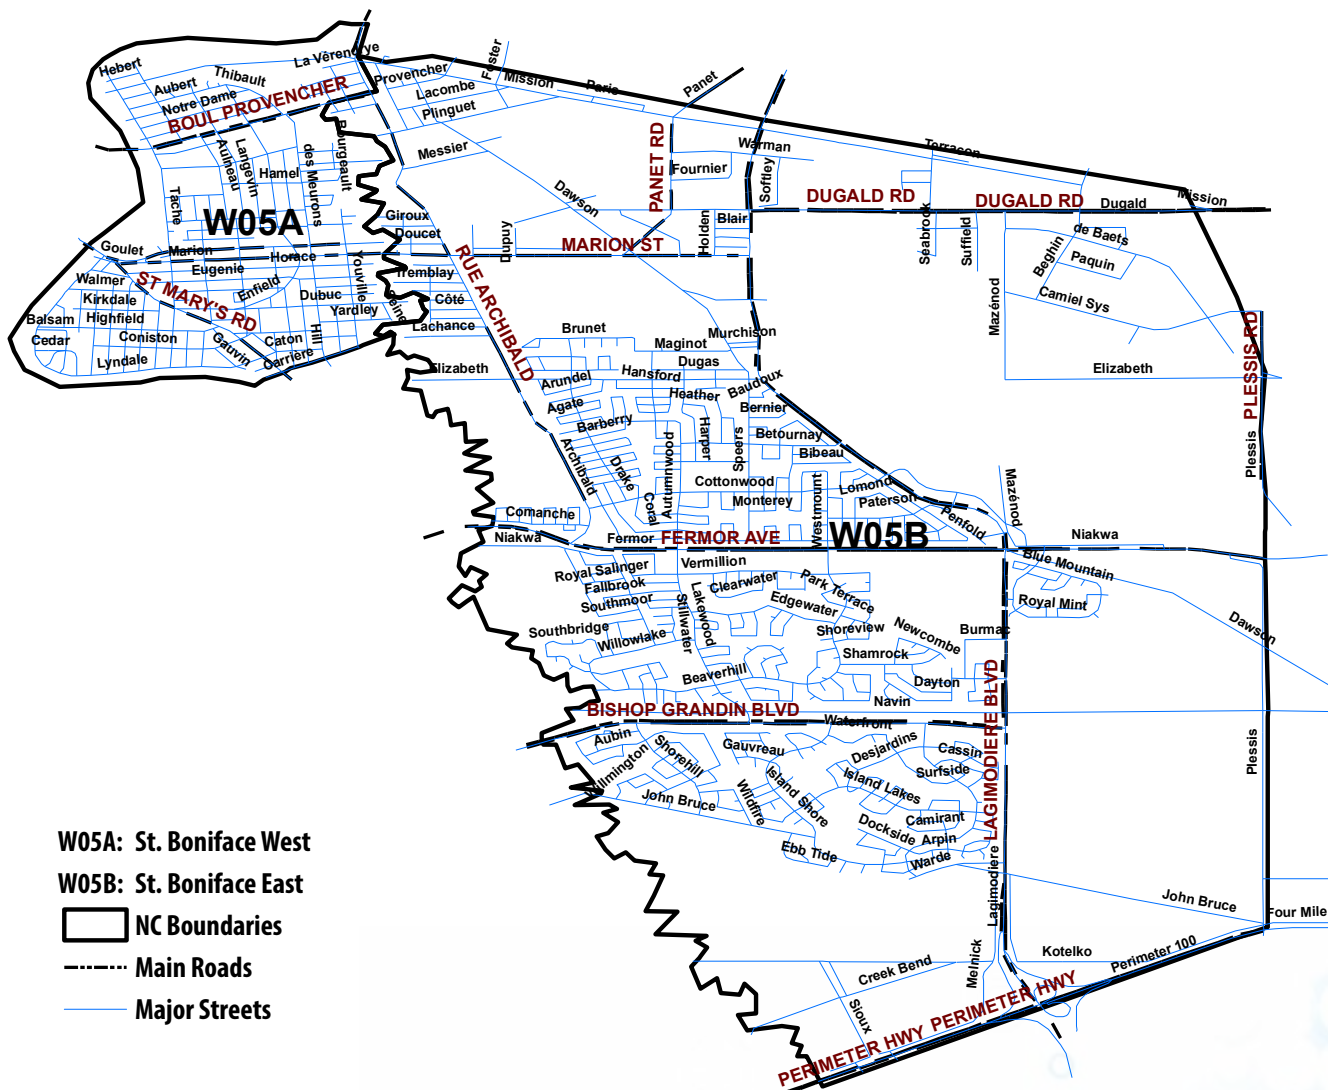 Hebert
La Vêrendrye
Foster
Provencher
Mission
Paris
Panet
Aubert
Thibault
Notre Dame
BOUL PROVENCHER
Lacombe
Plinguet
Messier
Warman
Terracon
Fournier
PANET RD
Softley
Aulneau
Langevin
Hamel
des Meurons
Bourgeault
Tache
W05A
Dawson
DUGALD RD
DUGALD RD
Dugald
Mission
Giroux
Doucet
Dupuy
MARION ST
Holden
Blair
Seabrook
Suffield
Beghin
de Baets
Paquin
Camiel Sys
Mazénod
Goulet
Marion
Horace
Eugenie
Enfield
Youville
Walmer
Kirkdale
Highfield
ST MARY'S RD
Dubuc
Yardley
Seine
Tremblay
Côté
Lachance
RUE ARCHIBALD
Balsam
Cedar
Coniston
Lyndale
Gauvin
Caton
Carrière
Hill
Elizabeth
Brunet
Maginot
Murchison
Dugas
Arundel
Hansford
Heather
Baudoux
Bernier
Agate
Barberry
Betournay
Bibeau
Elizabeth
PLESSIS RD
Plessis
Archibald
Drake
Coral
Autumnwood
Harper
Speers
Cottonwood
Monterey
Westmount
Lomond
Paterson
Penfold
Mazénod
Comanche
Niakwa
Fermor
FERMOR AVE
W05B
Niakwa
Royal Salinger
Fallbrook
Southmoor
Vermillion
Clearwater
Park Terrace
Edgewater
Blue Mountain
Royal Mint
Dawson
Southbridge
Willowlake
Stillwater
Lakewood
Shoreview
Newcombe
Burmac
Shamrock
Beaverhill
Dayton
Navin
BISHOP GRANDIN BLVD
Waterfront
LAGIMODIERE BLVD
Plessis
Aubin
Willmington
Shorehill
Gauvreau
Desjardins
Cassin
Surfside
Island Lakes
Island Shore
Wildfire
John Bruce
Camirant
Dockside
Arpin
Ebb Tide
Warde
Lagimodiere
John Bruce
Four Mile
Melnick
Kotelko
Creek Bend
Sioux
Perimeter 100
PERIMETER HWY
PERIMETER HWY
W05A: St. Boniface West
W05B: St. Boniface East
NC Boundaries
Main Roads
Major Streets